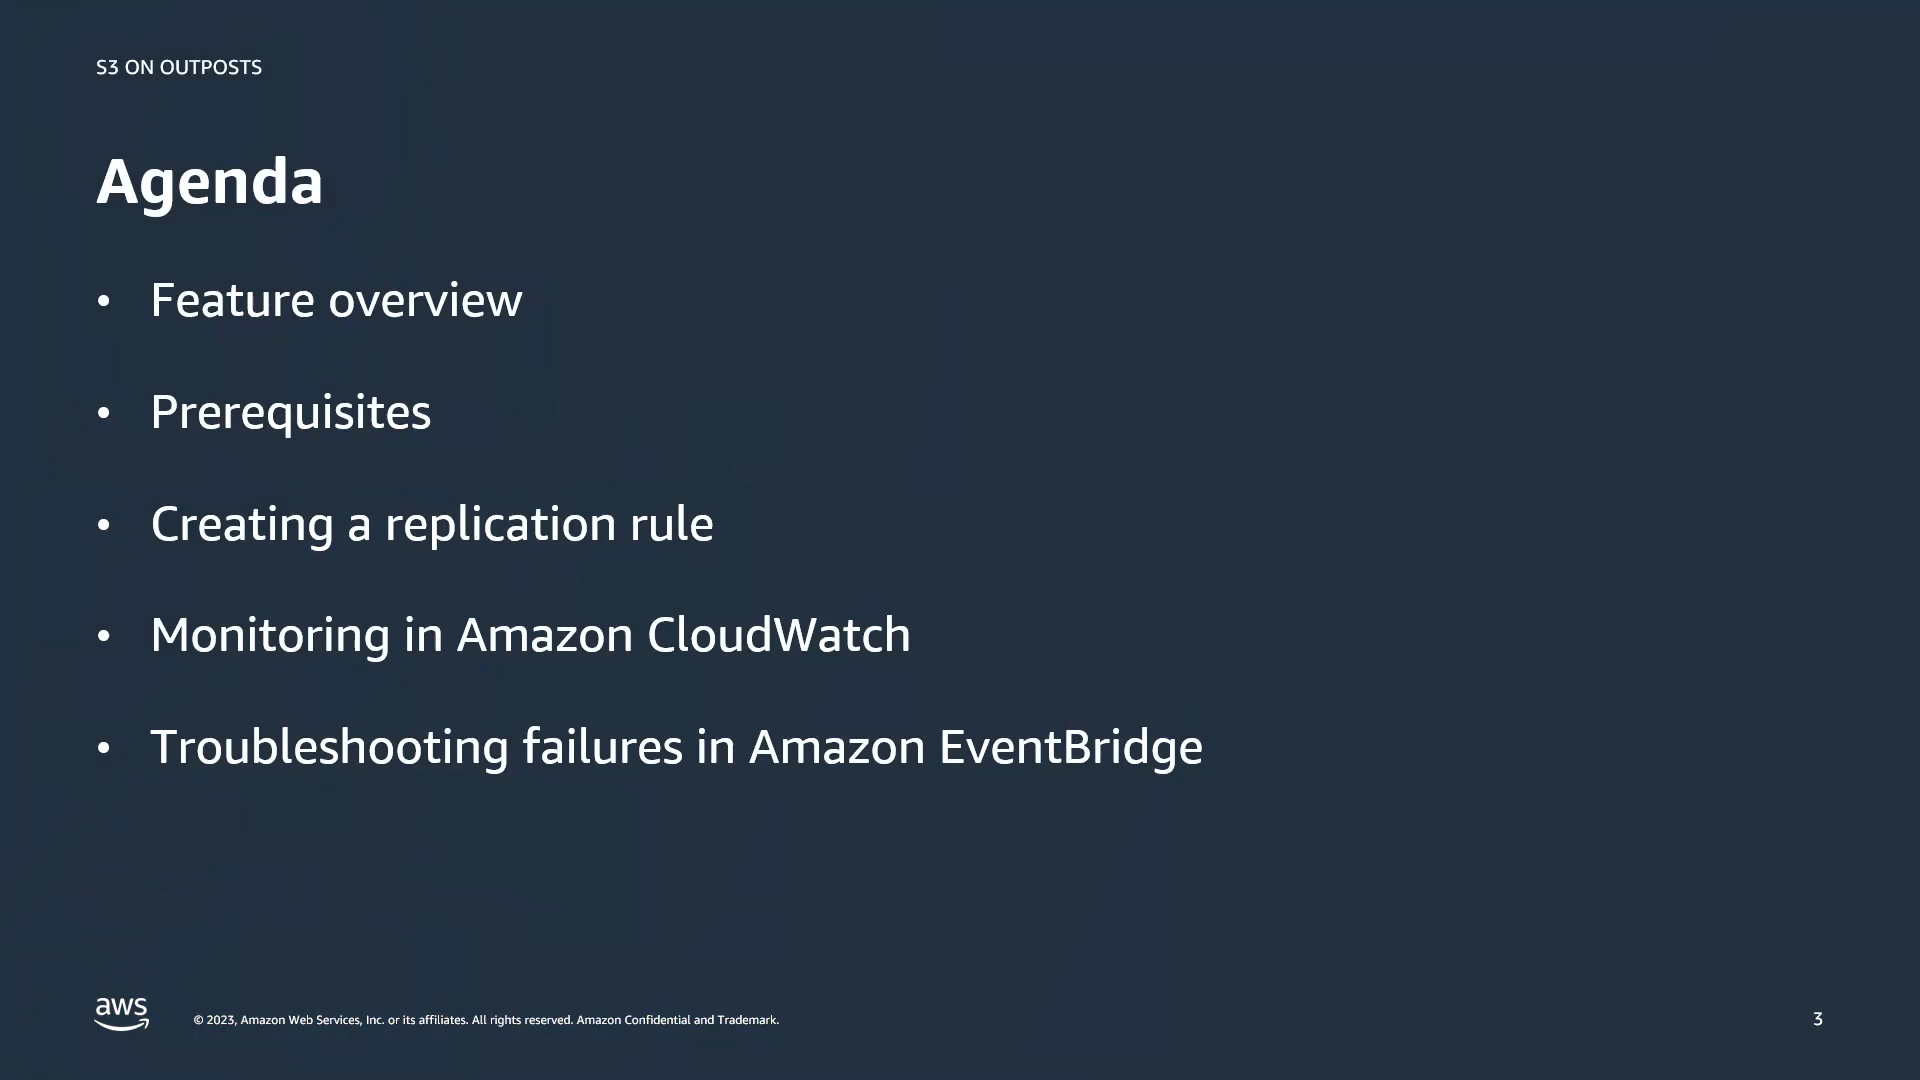 S3 ON OUTPOSTS
Agenda
• Feature overview
• Prerequisites
• Creating a replication rule
• Monitoring in Amazon CloudWatch
• Troubleshooting failures in Amazon EventBridge
aws
© 2023, Amazon Web Services, Inc. or its affiliates. All rights reserved. Amazon Confidential and Trademark.
3